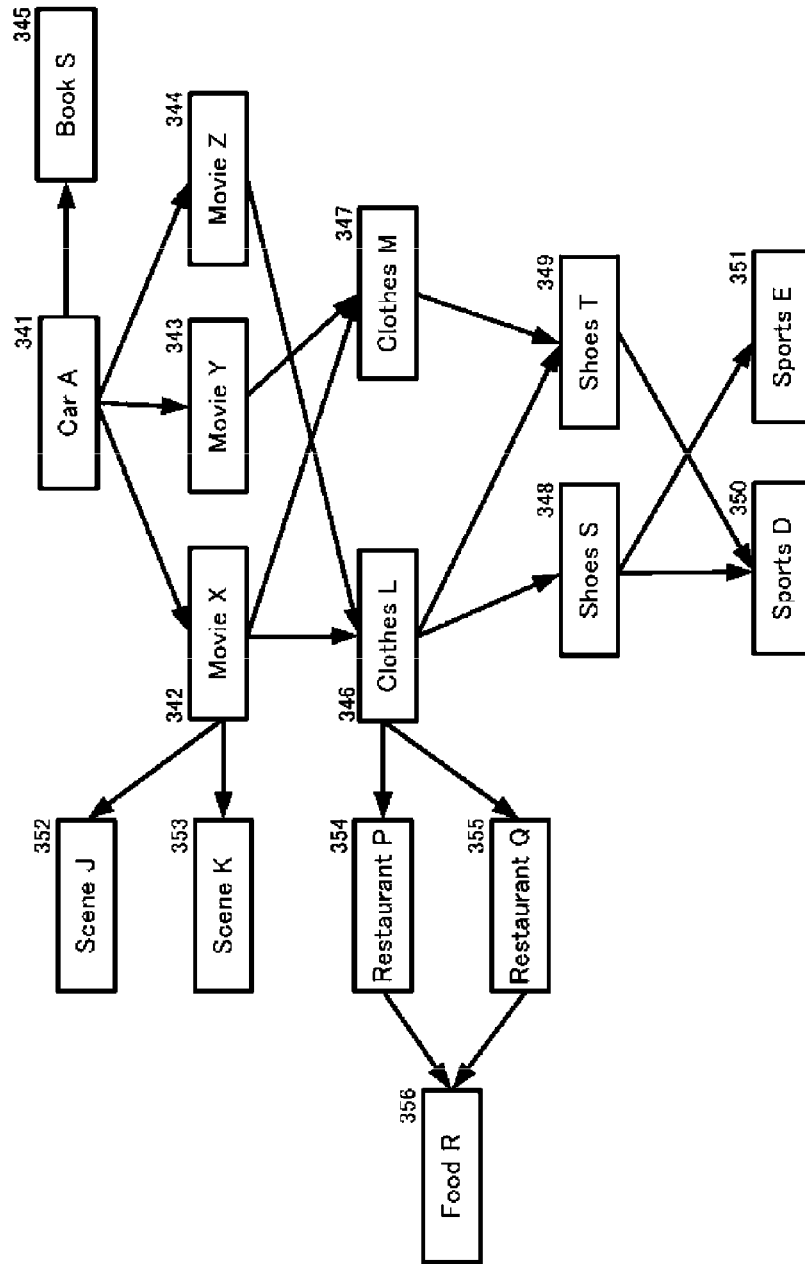 341
Car A
345
Book S
342
Movie X
343
Movie Y
344
Movie Z
352
Scene J
353
Scene K
346
Clothes L
347
Clothes M
354
Restaurant P
355
Restaurant Q
356
Food R
348
Shoes S
349
Shoes T
350
Sports D
351
Sports E